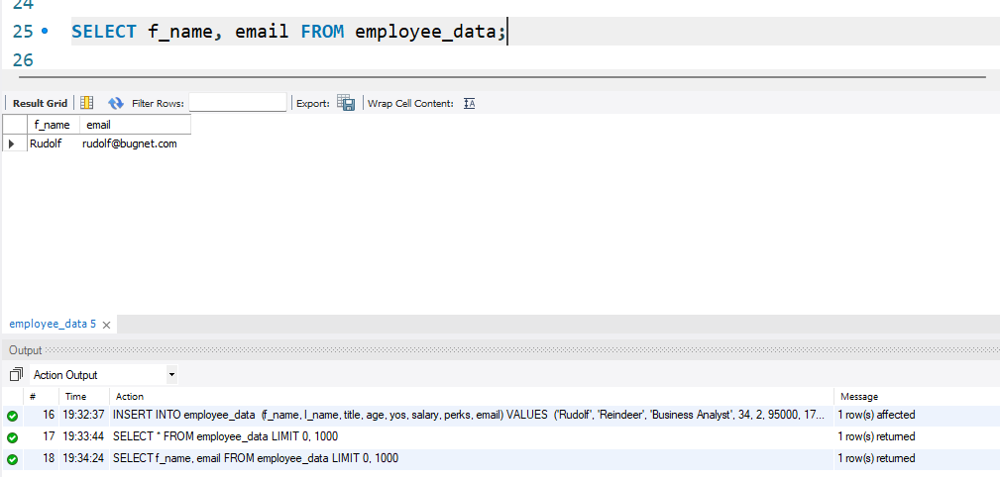 24
25 SELECT f_name, email FROM employee_data;
26
Result Grid Filter Rows: Export: Wrap Cell Content:
f_name email
Rudolf rudolf@bugnet.com
employee_data 5
Output
Action Output
# Time Action Message
16 19:32:37 INSERT INTO employee_data (f_name, l_name, title, age, yos, salary, perks, email) VALUES ('Rudolf', 'Reindeer', 'Business Analyst', 34, 2, 95000, 17... 1 row(s) affected
17 19:33:44 SELECT * FROM employee_data LIMIT 0, 1000 1 row(s) returned
18 19:34:24 SELECT f_name, email FROM employee_data LIMIT 0, 1000 1 row(s) returned